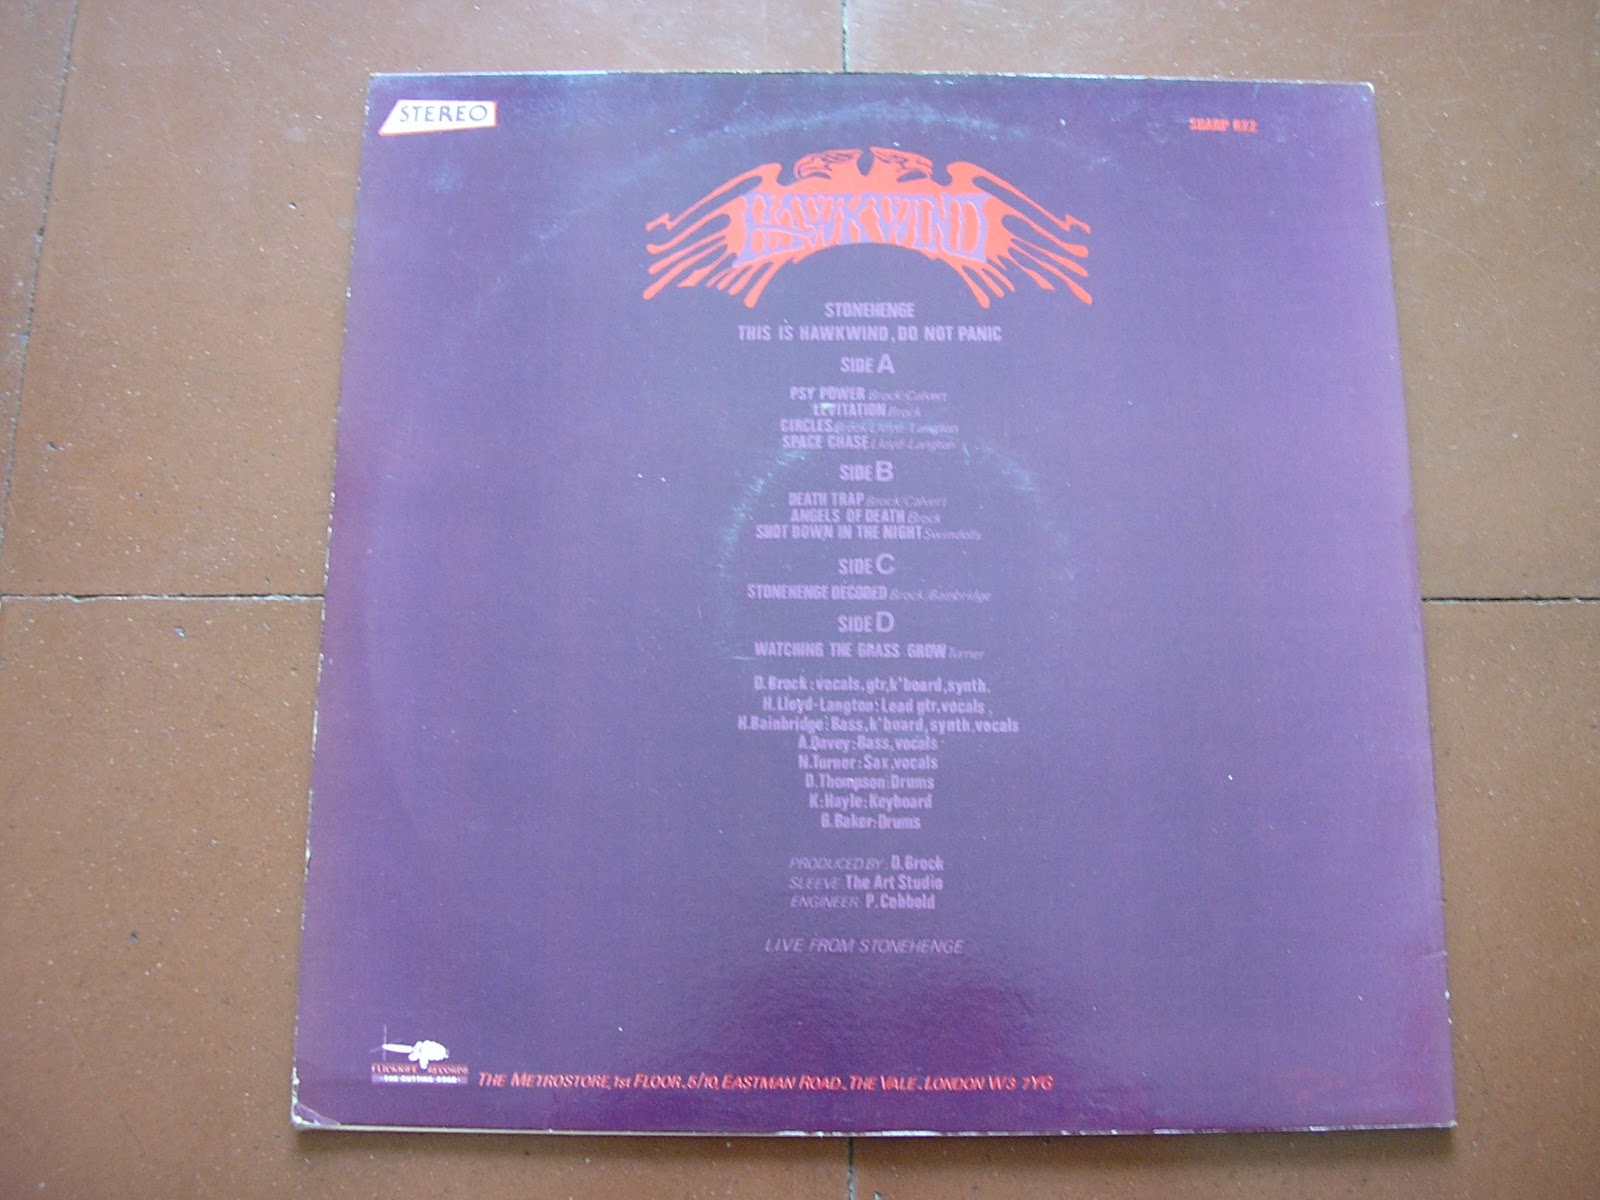 STEREO
SHARP 022
HAWKWIND
STONEHENGE
THIS IS HAWKWIND, DO NOT PANIC
SIDE A
PSY POWER Brock/Calvert
LEVITATION Brock
CIRCLES Brock/Lloyd-Langton
SPACE CHASE Lloyd-Langton
SIDE B
DEATH TRAP Brock/Calvert
ANGELS OF DEATH Brock
SHOT DOWN IN THE NIGHT Swindells
SIDE C
STONEHENGE DECODED Brock/Bainbridge
SIDE D
WATCHING THE GRASS GROW Turner
D.Brock: vocals, gtr, k'board, synth.
H.Lloyd-Langton: Lead gtr, vocals
H.Bainbridge: Bass, k'board, synth, vocals
A.Davey: Bass, vocals
N.Turner: Sax, vocals
D.Thompson: Drums
K.Hayle: Keyboard
G.Baker: Drums
PRODUCED BY: D.Brock
SLEEVE The Art Studio
ENGINEER P.Cobbold
LIVE FROM STONEHENGE
FLICKNIFE RECORDS
THE CUTTING EDGE
THE METROSTORE, 1st FLOOR, 5/10, EASTMAN ROAD, THE VALE, LONDON W3 7YG